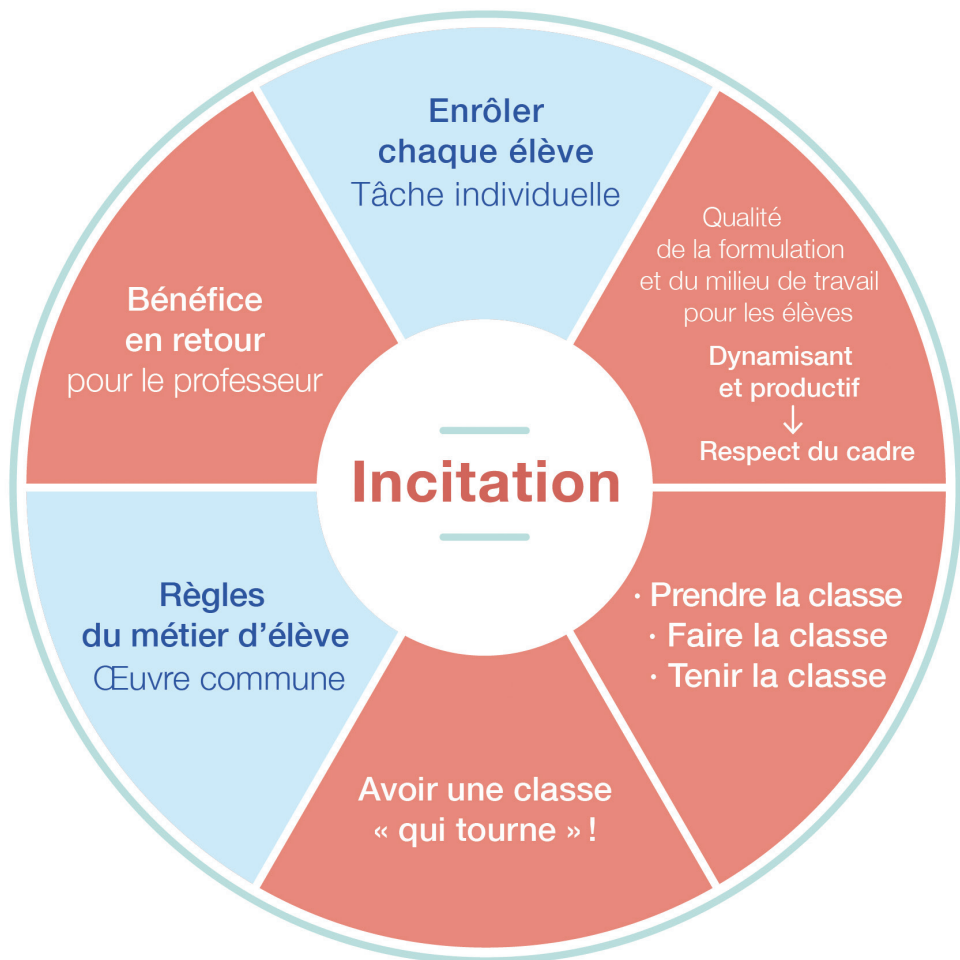 Enrôler
chaque élève
Tâche individuelle
Qualité
de la formulation
et du milieu de travail
pour les élèves
Dynamisant
et productif
↓
Respect du cadre
· Prendre la classe
· Faire la classe
· Tenir la classe
Avoir une classe
« qui tourne » !
Règles
du métier d'élève
Œuvre commune
Bénéfice
en retour
pour le professeur
Incitation